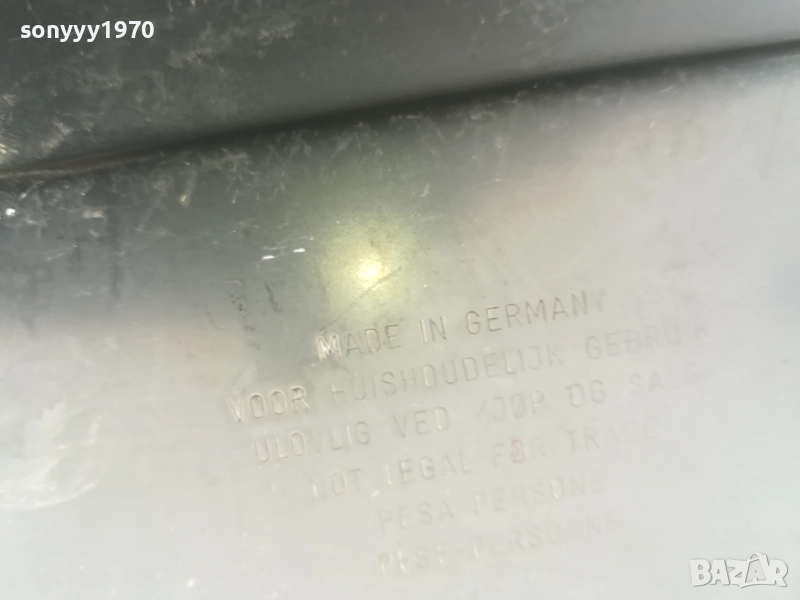 sonyyy1970
MADE IN GERMANY
VOOR HUISHOUDELIJK GEBRUIK
ULOVLIG VED KJØP OG SALG
NOT LEGAL FOR TRADE
PESA PERSONE
PESE-PERSONNE
BAZAR